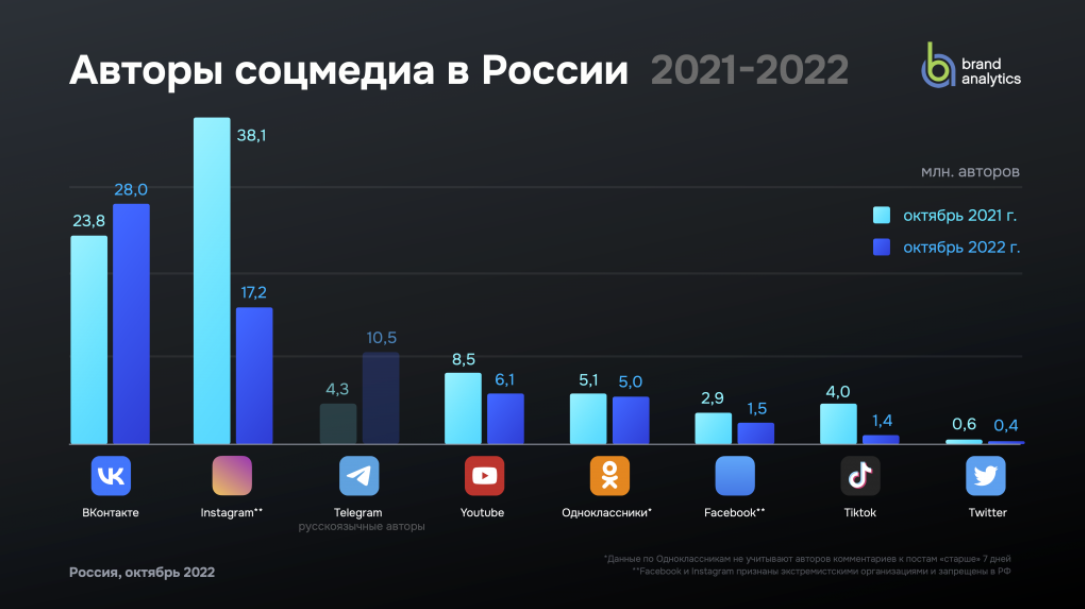 Авторы соцмедиа в России 2021-2022
brand
analytics
млн. авторов
октябрь 2021 г.
октябрь 2022 г.
23,8
28,0
38,1
17,2
4,3
10,5
8,5
6,1
5,1
5,0
2,9
1,5
4,0
1,4
0,6
0,4
ВКонтакте
Instagram**
Telegram
русскоязычные авторы
Youtube
Одноклассники*
Facebook**
Tiktok
Twitter
Россия, октябрь 2022
*Данные по Одноклассникам не учитывают авторов комментариев к постам «старше» 7 дней
**Facebook и Instagram признаны экстремистскими организациями и запрещены в РФ